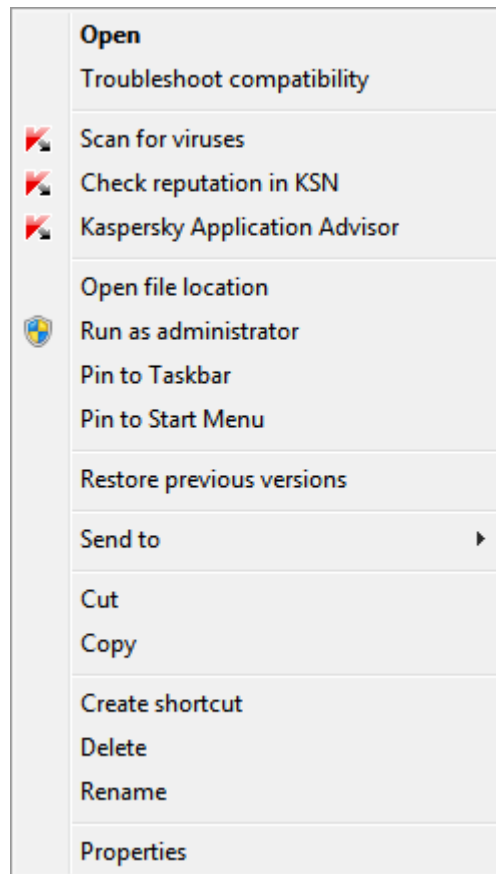 Open
Troubleshoot compatibility
Scan for viruses
Check reputation in KSN
Kaspersky Application Advisor
Open file location
Run as administrator
Pin to Taskbar
Pin to Start Menu
Restore previous versions
Send to
Cut
Copy
Create shortcut
Delete
Rename
Properties